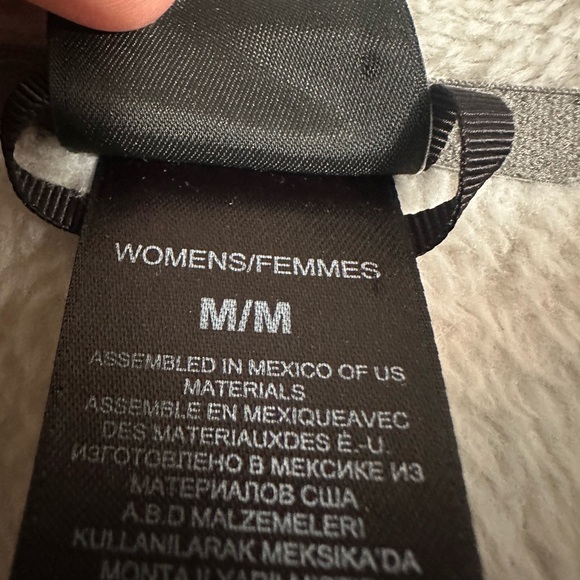 WOMENS/FEMMES
M/M
ASSEMBLED IN MEXICO OF US
MATERIALS
ASSEMBLE EN MEXIQUEAVEC
DES MATERIAUXDES É.-U.
ИЗГОТОВЛЕНО В МЕКСИКЕ ИЗ
МАТЕРИАЛОВ США
A.B.D MALZEMELERI
KULLANILARAK MEKSIKA'DA